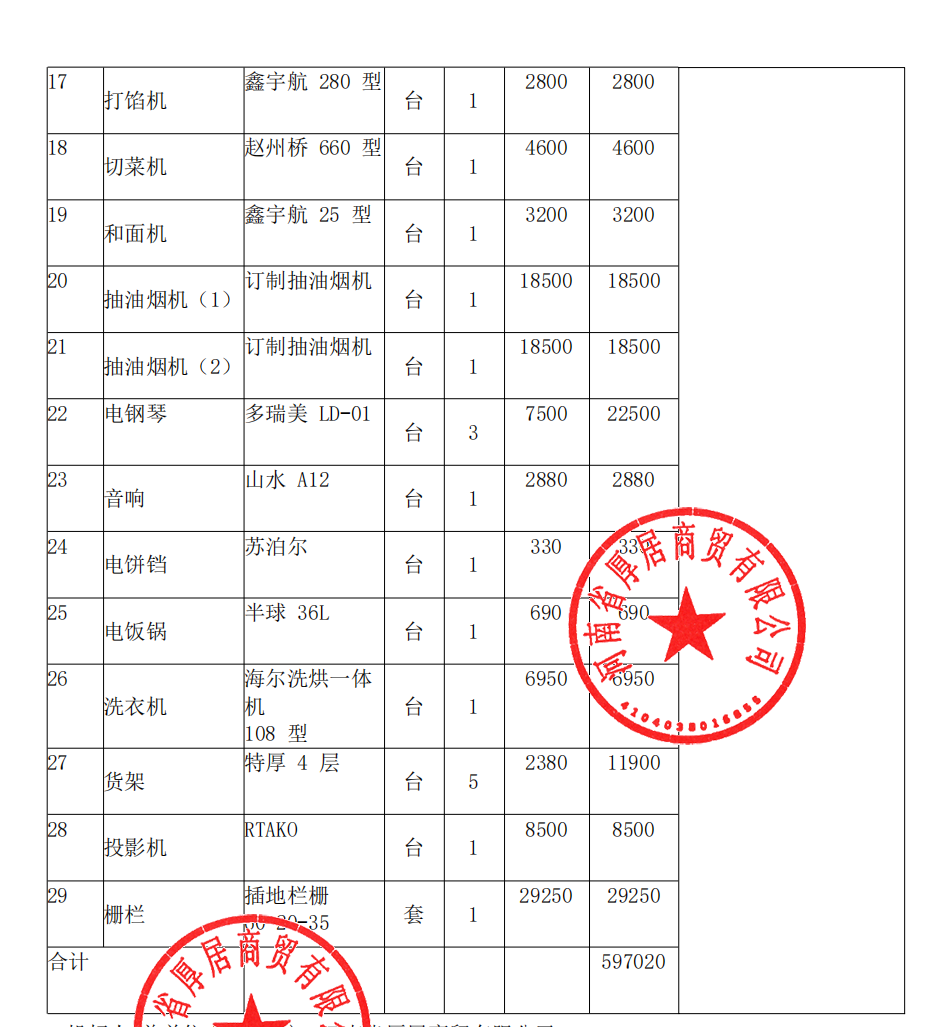 17 打馅机 鑫宇航 280 型 台 1 2800 2800
18 切菜机 赵州桥 660 型 台 1 4600 4600
19 和面机 鑫宇航 25 型 台 1 3200 3200
20 抽油烟机（1） 订制抽油烟机 台 1 18500 18500
21 抽油烟机（2） 订制抽油烟机 台 1 18500 18500
22 电钢琴 多瑞美 LD-01 台 3 7500 22500
23 音响 山水 A12 台 1 2880 2880
24 电饼铛 苏泊尔 台 1 330 330
25 电饭锅 半球 36L 台 1 690 690
26 洗衣机 海尔洗烘一体
机
108 型 台 1 6950 6950
27 货架 特厚 4 层 台 5 2380 11900
28 投影机 RTAKO 台 1 8500 8500
29 栅栏 插地栏栅
20-35 套 1 29250 29250
合计 597020
河南省厚居商贸有限公司
省厚居商贸有限